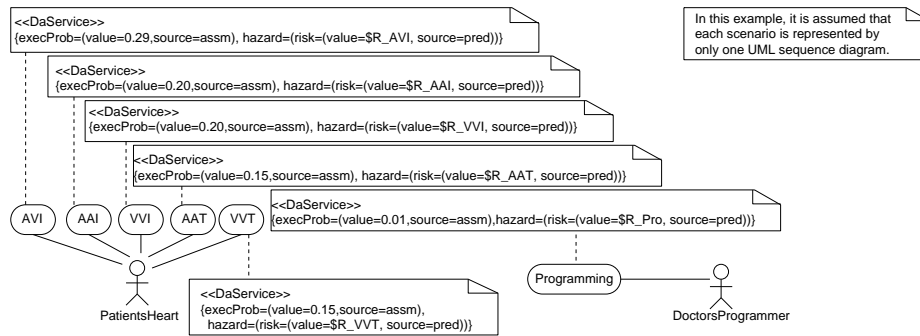 <<DaService>>
{execProb=(value=0.29,source=assm), hazard=(risk=(value=$R_AVI, source=pred))}
In this example, it is assumed that
each scenario is represented by
only one UML sequence diagram.
<<DaService>>
{execProb=(value=0.20,source=assm), hazard=(risk=(value=$R_AAI, source=pred))}
<<DaService>>
{execProb=(value=0.20,source=assm), hazard=(risk=(value=$R_VVI, source=pred))}
<<DaService>>
{execProb=(value=0.15,source=assm), hazard=(risk=(value=$R_AAT, source=pred))}
<<DaService>>
{execProb=(value=0.01,source=assm),hazard=(risk=(value=$R_Pro, source=pred))}
AVI
AAI
VVI
AAT
VVT
Programming
PatientsHeart
DoctorsProgrammer
<<DaService>>
{execProb=(value=0.15,source=assm),
hazard=(risk=(value=$R_VVT, source=pred))}